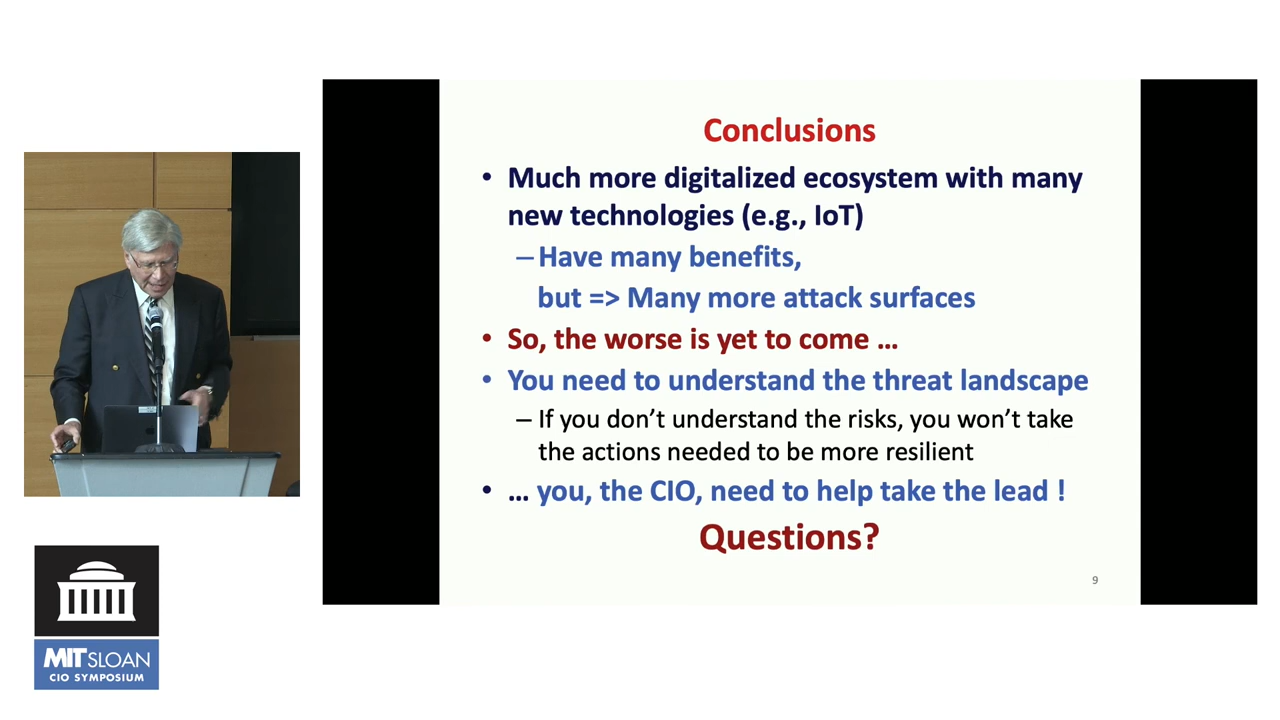 Conclusions
• Much more digitalized ecosystem with many
new technologies (e.g., IoT)
– Have many benefits,
but => Many more attack surfaces
• So, the worse is yet to come ...
• You need to understand the threat landscape
– If you don’t understand the risks, you won’t take
the actions needed to be more resilient
• ... you, the CIO, need to help take the lead !
Questions?
9
MIT SLOAN
CIO SYMPOSIUM